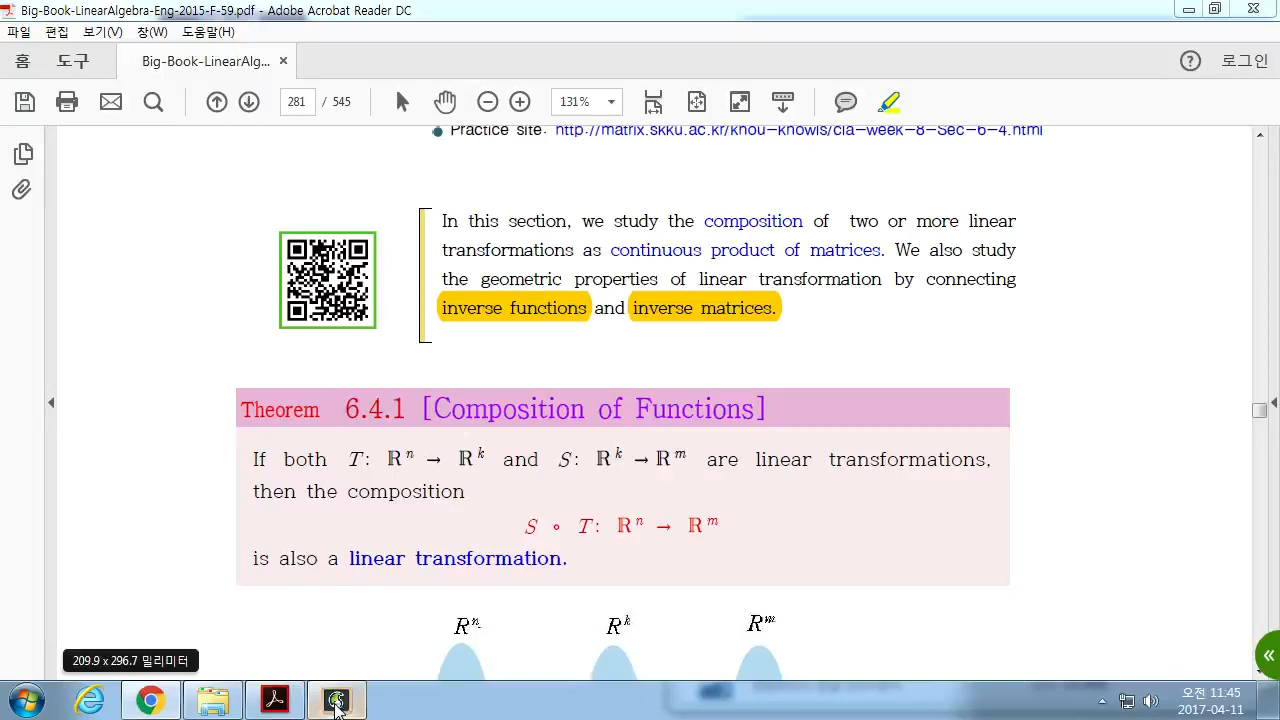 Big-Book-LinearAlgebra-Eng-2015-F-59.pdf - Adobe Acrobat Reader DC
파일 편집 보기(V) 창(W) 도움말(H)
홈 도구 Big-Book-LinearAlg... × 로그인
281 / 545 131%
Practice site: http://matrix.skku.ac.kr/knou-knowls/cla-week-8-Sec-6-4.html
In this section, we study the composition of two or more linear
transformations as continuous product of matrices. We also study
the geometric properties of linear transformation by connecting
inverse functions and inverse matrices.
Theorem 6.4.1 [Composition of Functions]
If both T: ℝⁿ → ℝᵏ and S: ℝᵏ → ℝᵐ are linear transformations,
then the composition
S ∘ T: ℝⁿ → ℝᵐ
is also a linear transformation.
Rⁿ Rᵏ Rᵐ
209.9 x 296.7 밀리미터
오전 11:45
2017-04-11